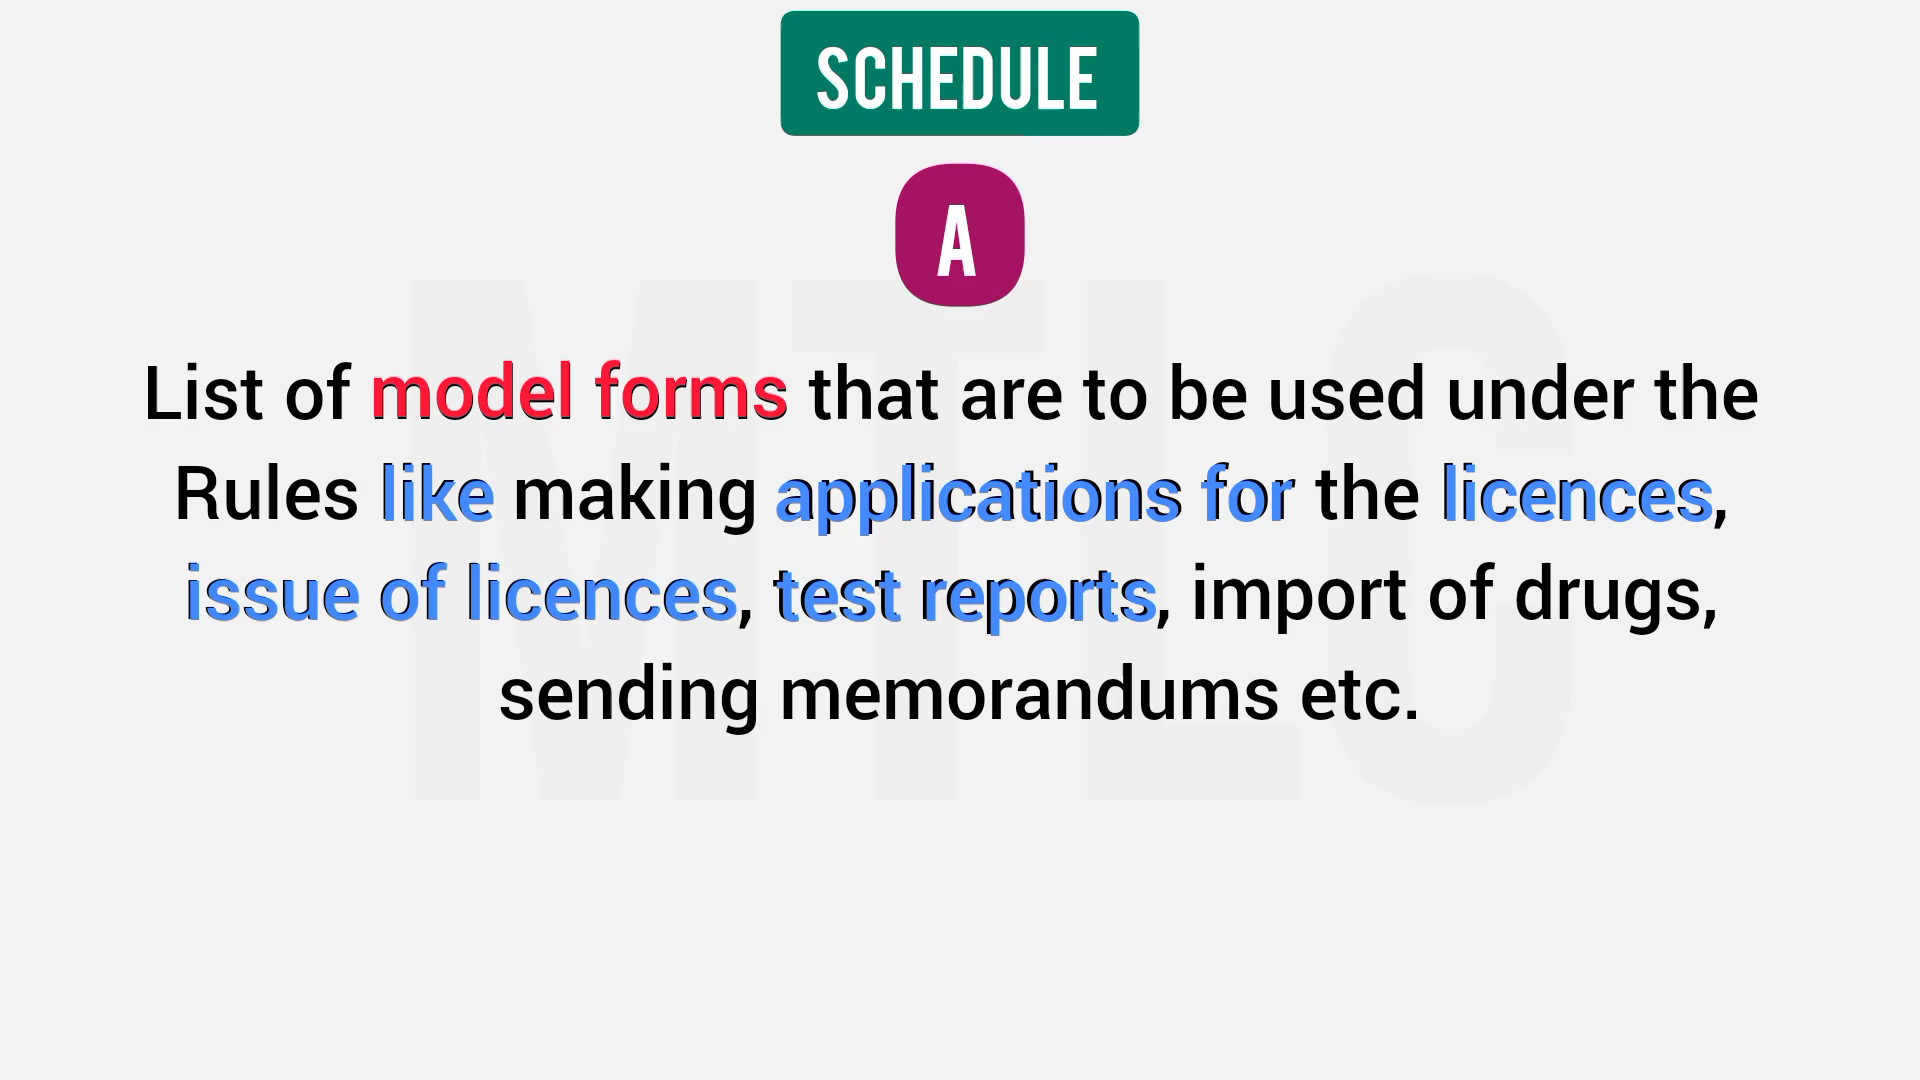 SCHEDULE
A
List of model forms that are to be used under the
Rules like making applications for the licences,
issue of licences, test reports, import of drugs,
sending memorandums etc.
MTLC